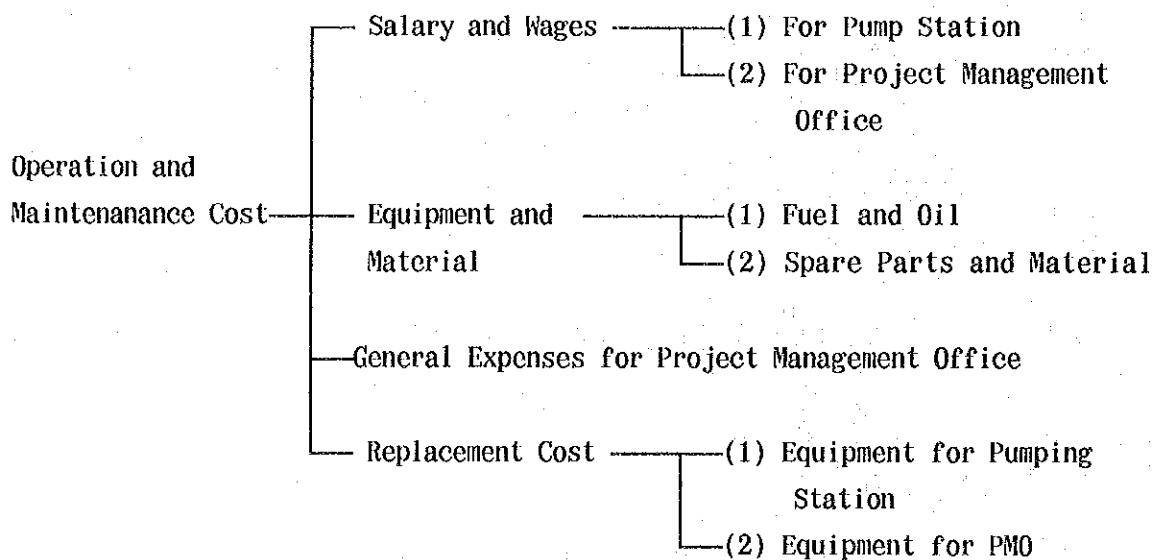 Salary and Wages (1) For Pump Station
(2) For Project Management
Office
Operation and
Maintenanance Cost Equipment and (1) Fuel and Oil
Material (2) Spare Parts and Material
General Expenses for Project Management Office
Replacement Cost (1) Equipment for Pumping
Station
(2) Equipment for PMO